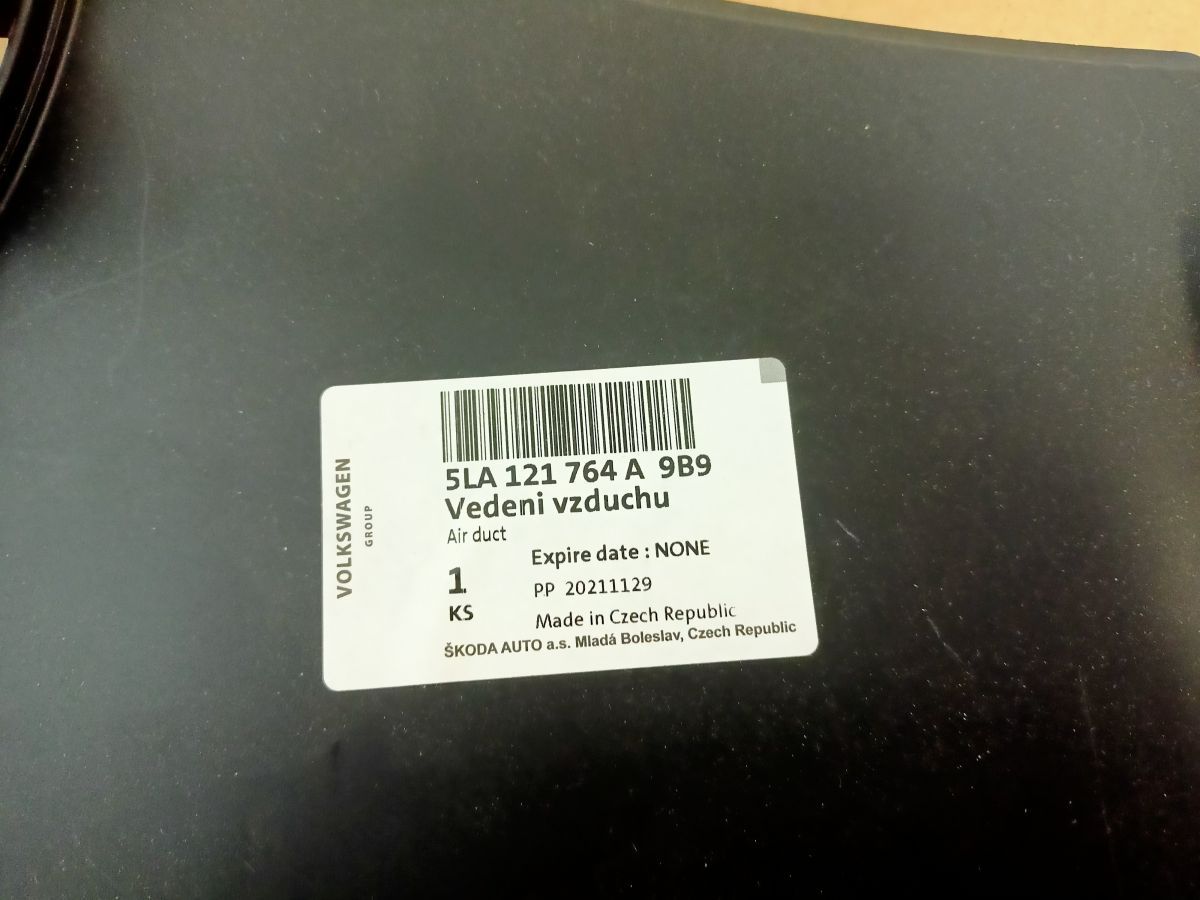 VOLKSWAGEN
GROUP
5LA 121 764 A 9B9
Vedeni vzduchu
Air duct
Expire date : NONE
1
KS
PP 20211129
Made in Czech Republic
ŠKODA AUTO a.s. Mladá Boleslav, Czech Republic